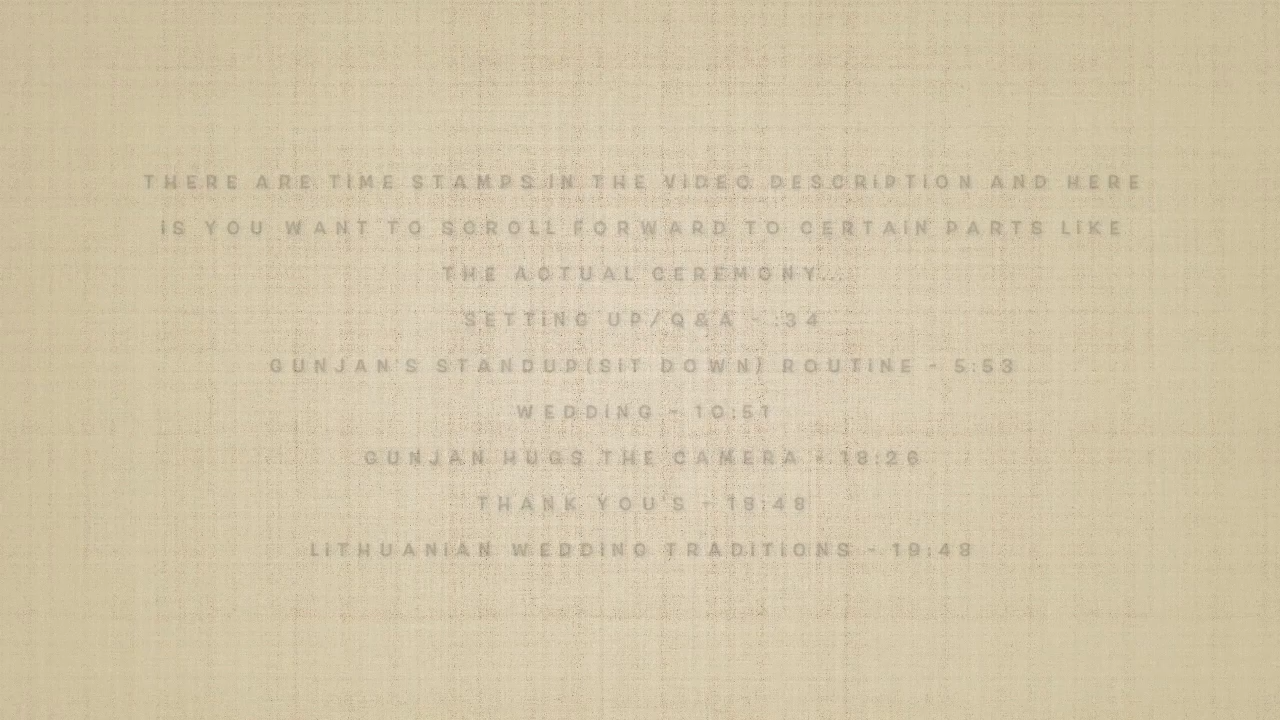 THERE ARE TIME STAMPS IN THE VIDEO DESCRIPTION AND HERE
IS YOU WANT TO SCROLL FORWARD TO CERTAIN PARTS LIKE
THE ACTUAL CEREMONY...
SETTING UP/Q&A - :34
GUNJAN'S STANDUP(SIT DOWN) ROUTINE - 5:53
WEDDING - 10:51
GUNJAN HUGS THE CAMERA - 18:26
THANK YOU'S - 18:48
LITHUANIAN WEDDING TRADITIONS - 19:48